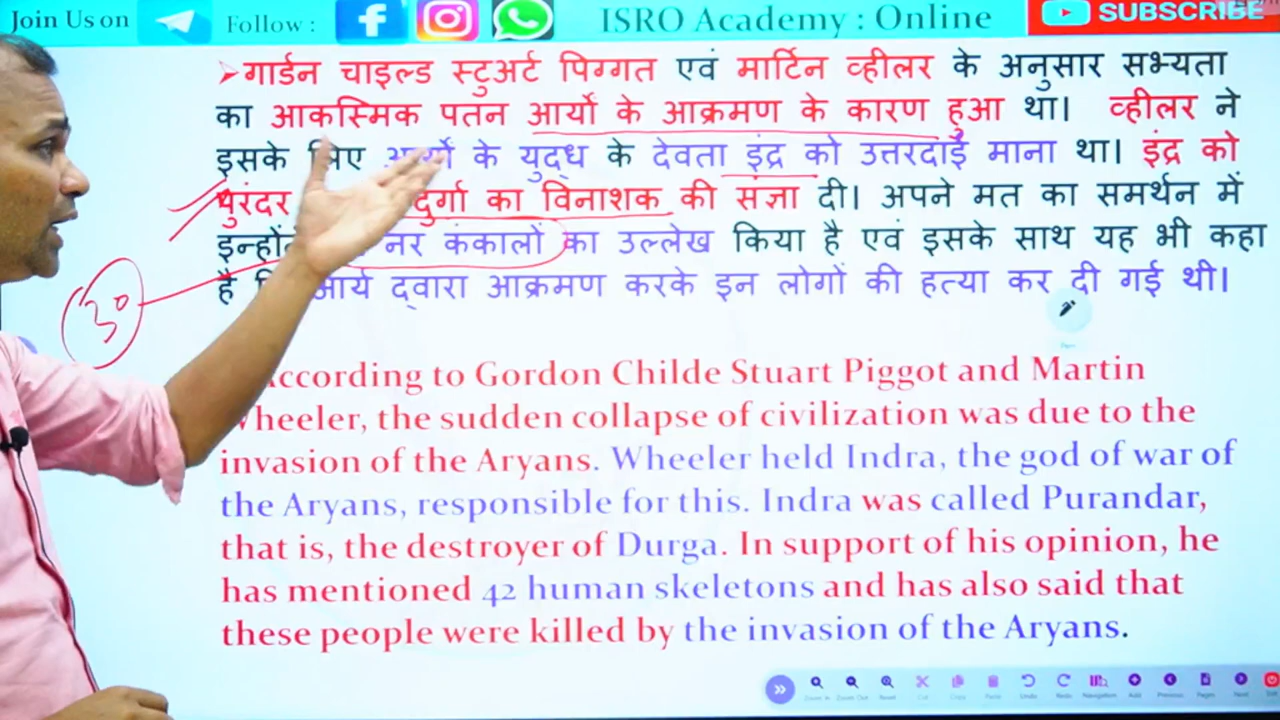 Join Us on Follow : ISRO Academy : Online SUBSCRIBE
➤गार्डन चाइल्ड स्टुअर्ट पिग्गत एवं मार्टिन व्हीलर के अनुसार सभ्यता
का आकस्मिक पतन आर्यो के आक्रमण के कारण हुआ था। व्हीलर ने
इसके लिए के युद्ध के देवता इंद्र को उत्तरदाई माना था। इंद्र को
पुरंदर दुर्गा का विनाशक की संज्ञा दी। अपने मत का समर्थन में
नर कंकालों का उल्लेख किया है एवं इसके साथ यह भी कहा
है आर्य द्वारा आक्रमण करके इन लोगों की हत्या कर दी गई थी।
30
According to Gordon Childe Stuart Piggot and Martin
Wheeler, the sudden collapse of civilization was due to the
invasion of the Aryans. Wheeler held Indra, the god of war of
the Aryans, responsible for this. Indra was called Purandar,
that is, the destroyer of Durga. In support of his opinion, he
has mentioned 42 human skeletons and has also said that
these people were killed by the invasion of the Aryans.